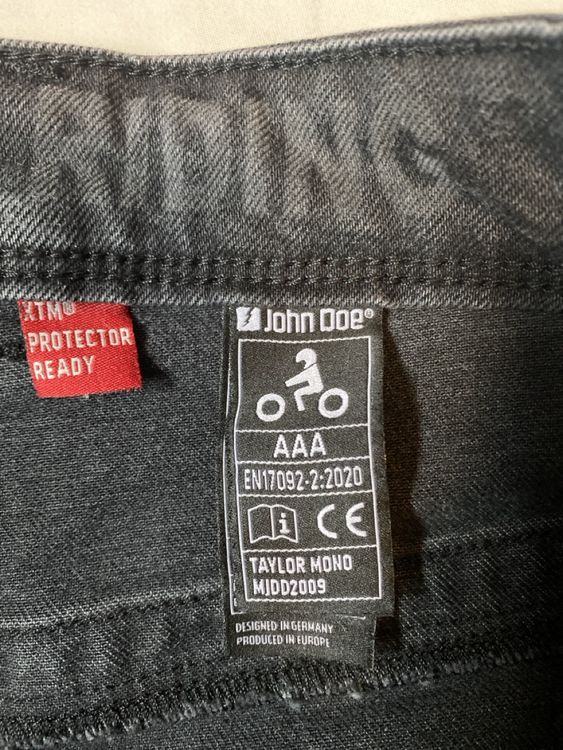 RIDING
XTM®
PROTECTOR
READY
John Doe®
AAA
EN17092-2:2020
i CE
TAYLOR MONO
MJDD2009
DESIGNED IN GERMANY
PRODUCED IN EUROPE